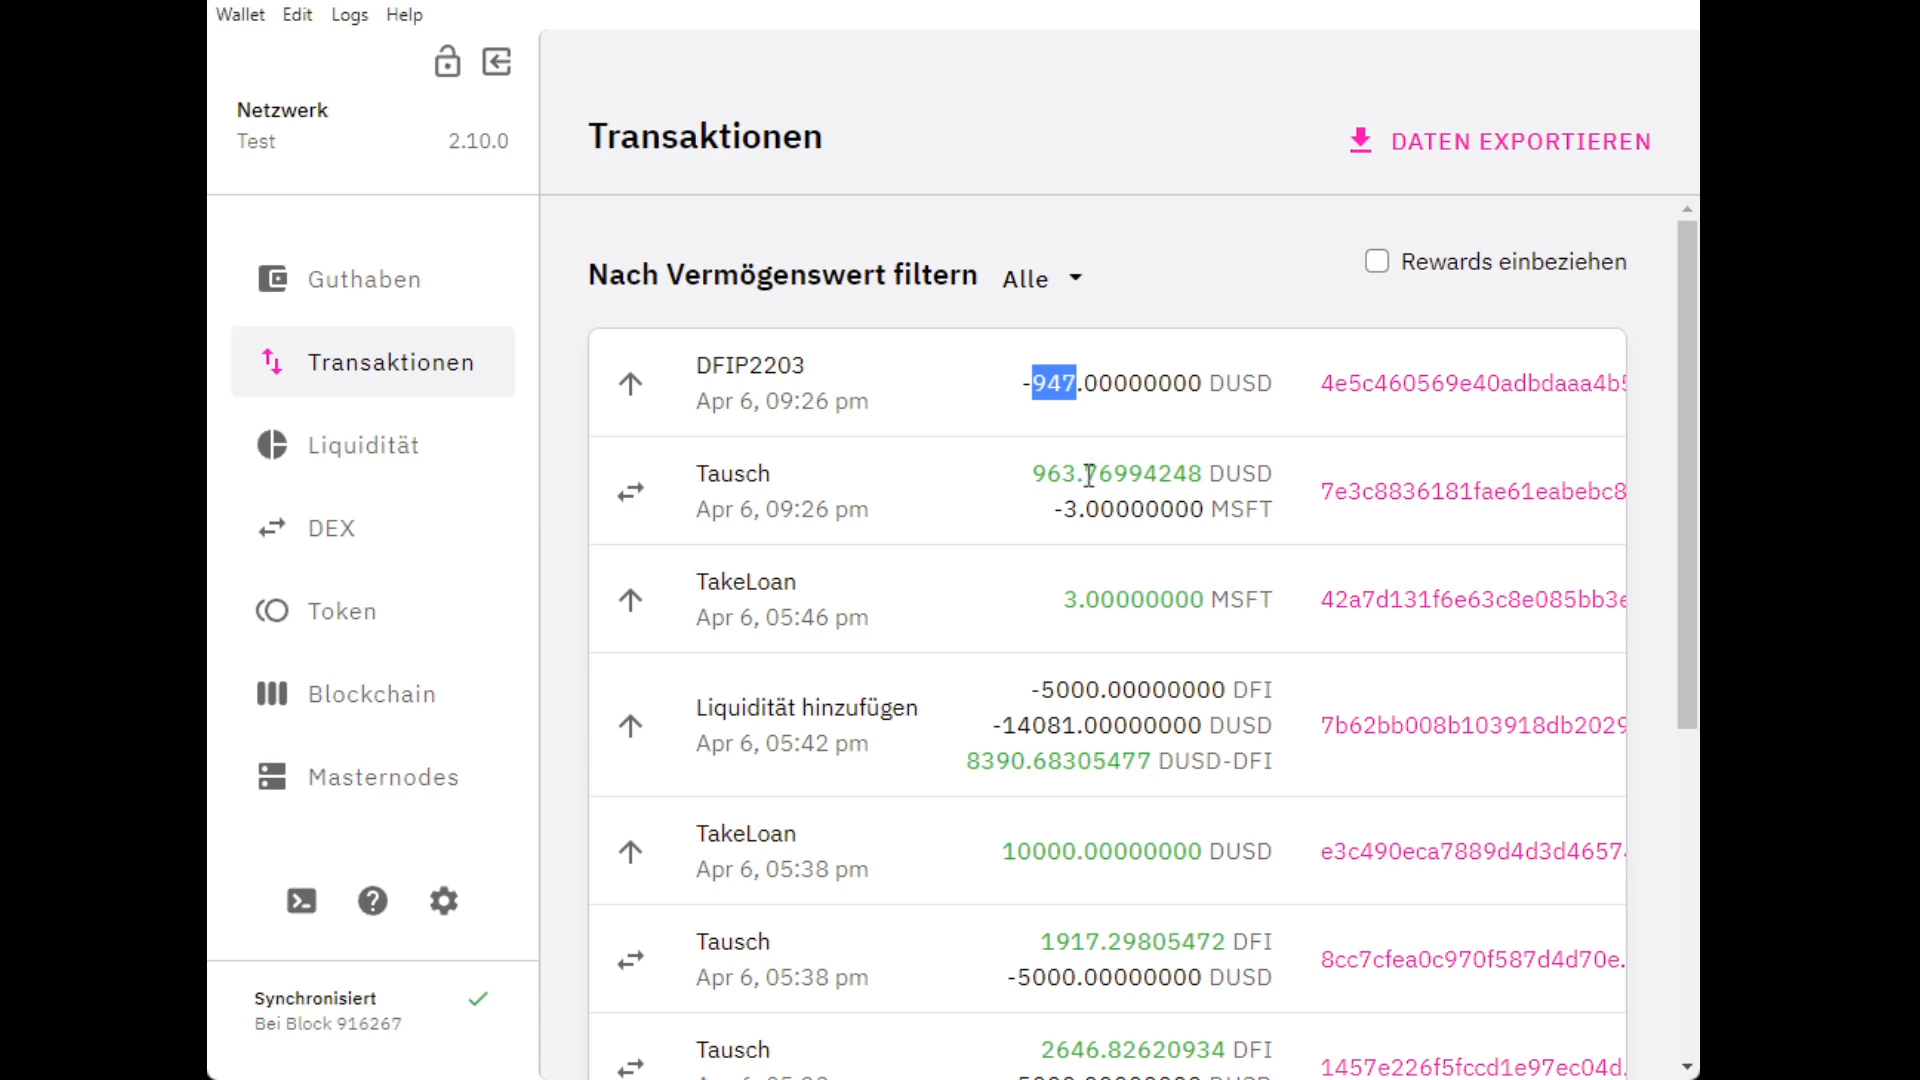 Wallet Edit Logs Help
Netzwerk
Test 2.10.0
Guthaben
Transaktionen
Liquidität
DEX
Token
Blockchain
Masternodes
Synchronisiert
Bei Block 916267
Transaktionen
DATEN EXPORTIEREN
Nach Vermögenswert filtern Alle
Rewards einbeziehen
DFIP2203
Apr 6, 09:26 pm
-947.00000000 DUSD
4e5c460569e40adbdaaa4b5
Tausch
Apr 6, 09:26 pm
963.76994248 DUSD
-3.00000000 MSFT
7e3c8836181fae61eabebc8
TakeLoan
Apr 6, 05:46 pm
3.00000000 MSFT
42a7d131f6e63c8e085bb3e
Liquidität hinzufügen
Apr 6, 05:42 pm
-5000.00000000 DFI
-14081.00000000 DUSD
8390.68305477 DUSD-DFI
7b62bb008b103918db2029
TakeLoan
Apr 6, 05:38 pm
10000.00000000 DUSD
e3c490eca7889d4d3d4657
Tausch
Apr 6, 05:38 pm
1917.29805472 DFI
-5000.00000000 DUSD
8cc7cfea0c970f587d4d70e.
Tausch
2646.82620934 DFI
1457e226f5fccd1e97ec04d.